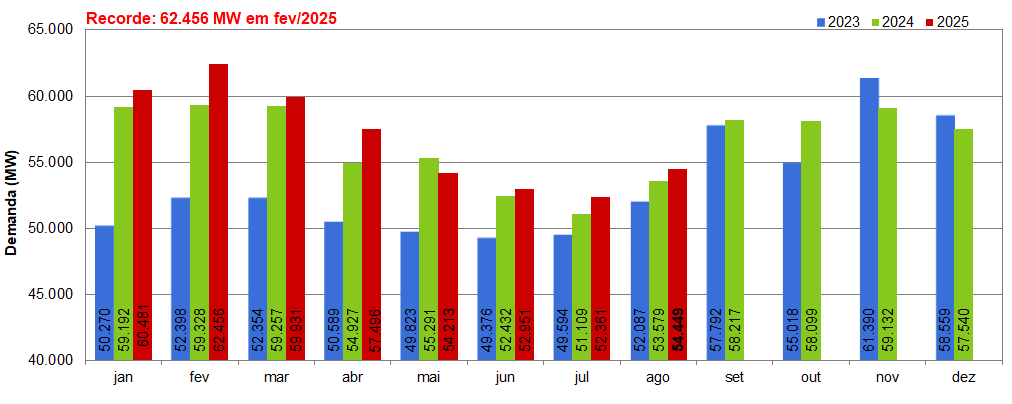 Recorde: 62.456 MW em fev/2025
2023 2024 2025
Demanda (MW)
65.000
60.000
55.000
50.000
45.000
40.000
50.270 59.192 60.481
52.398 59.328 62.456
52.354 59.257 59.931
50.589 54.927 57.436
49.823 55.291 54.213
49.376 52.432 52.951
49.594 51.109 52.361
52.087 53.579 54.449
57.792 58.217
55.018 58.099
61.390 59.132
58.559 57.540
jan fev mar abr mai jun jul ago set out nov dez